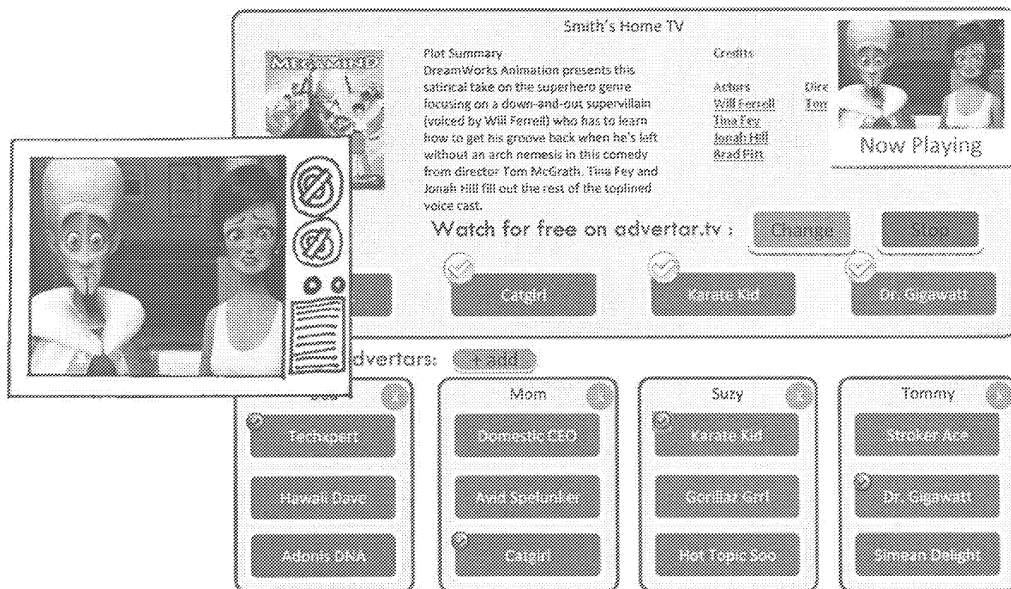 Smith's Home TV
MEGAMIND
Plot Summary
DreamWorks Animation presents this
satirical take on the superhero genre
focusing on a down-and-out supervillain
(voiced by Will Ferrell) who has to learn
how to get his groove back when he's left
without an arch nemesis in this comedy
from director Tom McGrath. Tina Fey and
Jonah Hill fill out the rest of the toplined
voice cast.
Credits
Actors
Will Ferrell
Tina Fey
Jonah Hill
Brad Pitt
Dire
Tom
Now Playing
Watch for free on advertar.tv :
Change
Stop
Catgirl
Karate Kid
Dr. Gigawatt
dvertars:
+ add
Mom
Suzy
Tommy
Techxpert
Domestic CEO
Karate Kid
Stroker Ace
Hawaii Dave
Avid Spelunker
Gorillaz Grrl
Dr. Gigawatt
Adonis DNA
Catgirl
Hot Topic Soo
Simean Delight